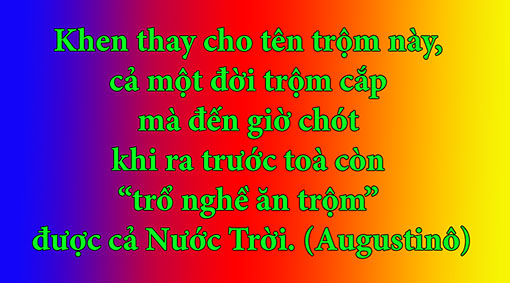 Khen thay cho tên trộm này,
cả một đời trộm cắp
mà đến giờ chót
khi ra trước toà còn
“trổ nghề ăn trộm”
được cả Nước Trời. (Augustinô)